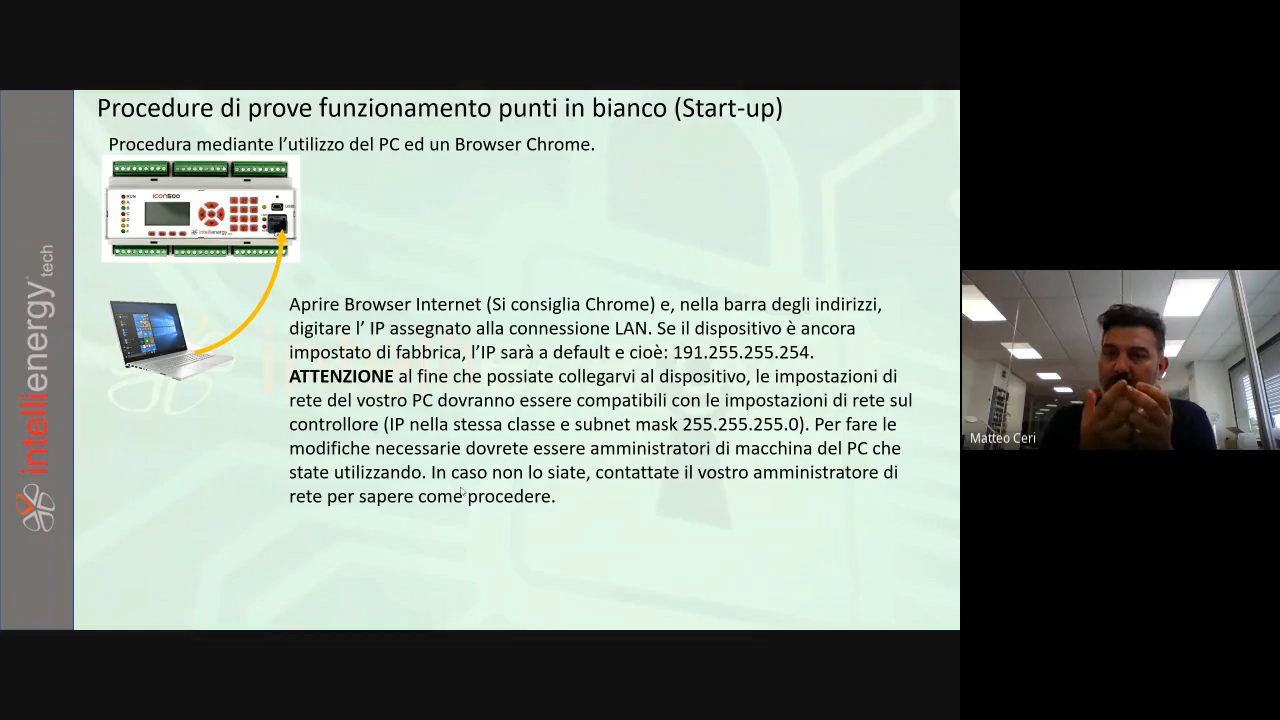 Procedure di prove funzionamento punti in bianco (Start-up)
Procedura mediante l’utilizzo del PC ed un Browser Chrome.
RUN
A
B
C
D
E
F
icon500
USB
intellienergy
Aprire Browser Internet (Si consiglia Chrome) e, nella barra degli indirizzi,
digitare l’ IP assegnato alla connessione LAN. Se il dispositivo è ancora
impostato di fabbrica, l’IP sarà a default e cioè: 191.255.255.254.
ATTENZIONE al fine che possiate collegarvi al dispositivo, le impostazioni di
rete del vostro PC dovranno essere compatibili con le impostazioni di rete sul
controllore (IP nella stessa classe e subnet mask 255.255.255.0). Per fare le
modifiche necessarie dovrete essere amministratori di macchina del PC che
state utilizzando. In caso non lo siate, contattate il vostro amministratore di
rete per sapere come procedere.
intellienergy tech
Matteo Ceri